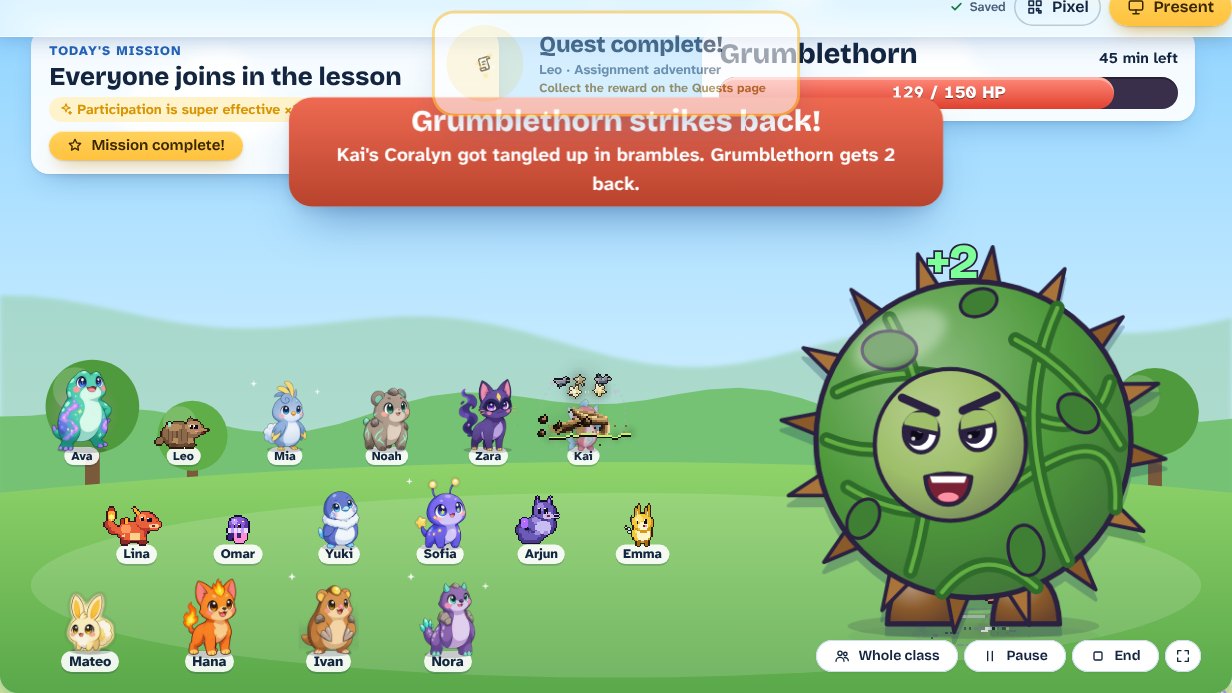 Saved
Pixel
Present
TODAY'S MISSION
Everyone joins in the lesson
Participation is super effective ×
Mission complete!
Quest complete!
Leo · Assignment adventurer
Collect the reward on the Quests page
Grumblethorn
45 min left
129 / 150 HP
Grumblethorn strikes back!
Kai's Coralyn got tangled up in brambles. Grumblethorn gets 2
back.
+2
Ava
Leo
Mia
Noah
Zara
Kai
Lina
Omar
Yuki
Sofia
Arjun
Emma
Mateo
Hana
Ivan
Nora
Whole class
Pause
End